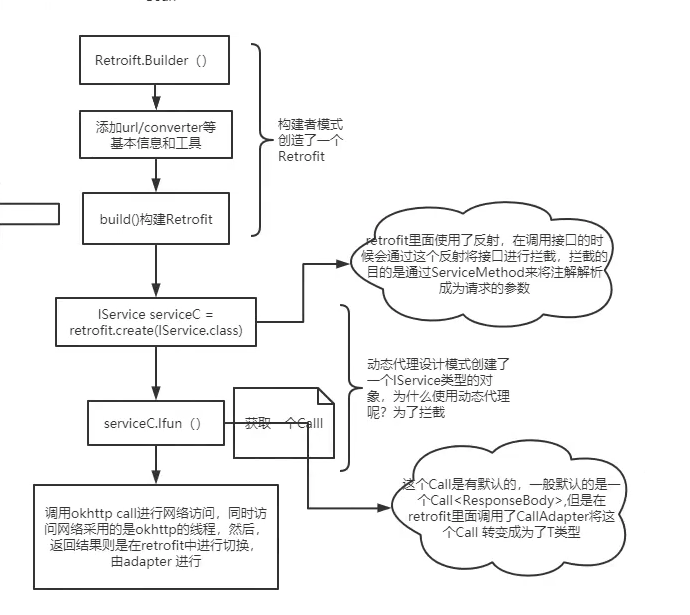 Retroift.Builder（）
添加url/converter等
基本信息和工具
构建者模式
创造了一个
Retrofit
build()构建Retrofit
retrofit里面使用了反射，在调用接口的时
候会通过这个反射将接口进行拦截，拦截的
目的是通过ServiceMethod来将注解解析
成为请求的参数
IService serviceC =
retrofit.create(IService.class)
动态代理设计模式创建了
一个IService类型的对
象，为什么使用动态代理
呢？为了拦截
serviceC.Ifun（）
获取一个Calll
这个Call是有默认的，一般默认的是一
个Call<ResponseBody>,但是在
retrofit里面调用了CallAdapter将这
个Call 转变成为了T类型
调用okhttp call进行网络访问，同时访
问网络采用的是okhttp的线程，然后，
返回结果则是在retrofit中进行切换，
由adapter 进行